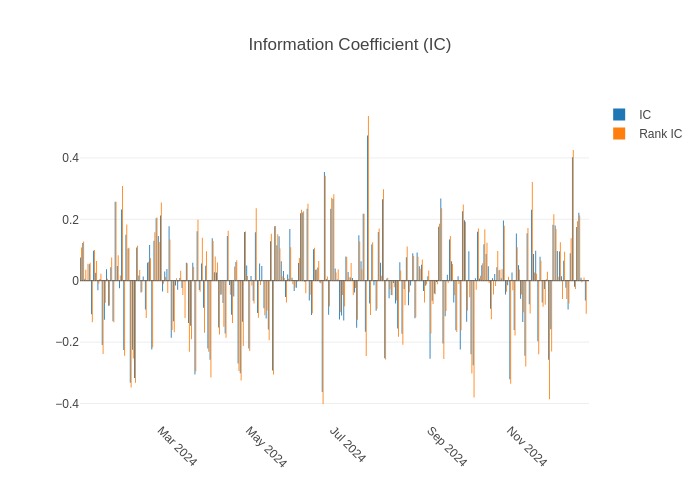 Information Coefficient (IC)
IC
Rank IC
0.4
0.2
0
−0.2
−0.4
Mar 2024
May 2024
Jul 2024
Sep 2024
Nov 2024